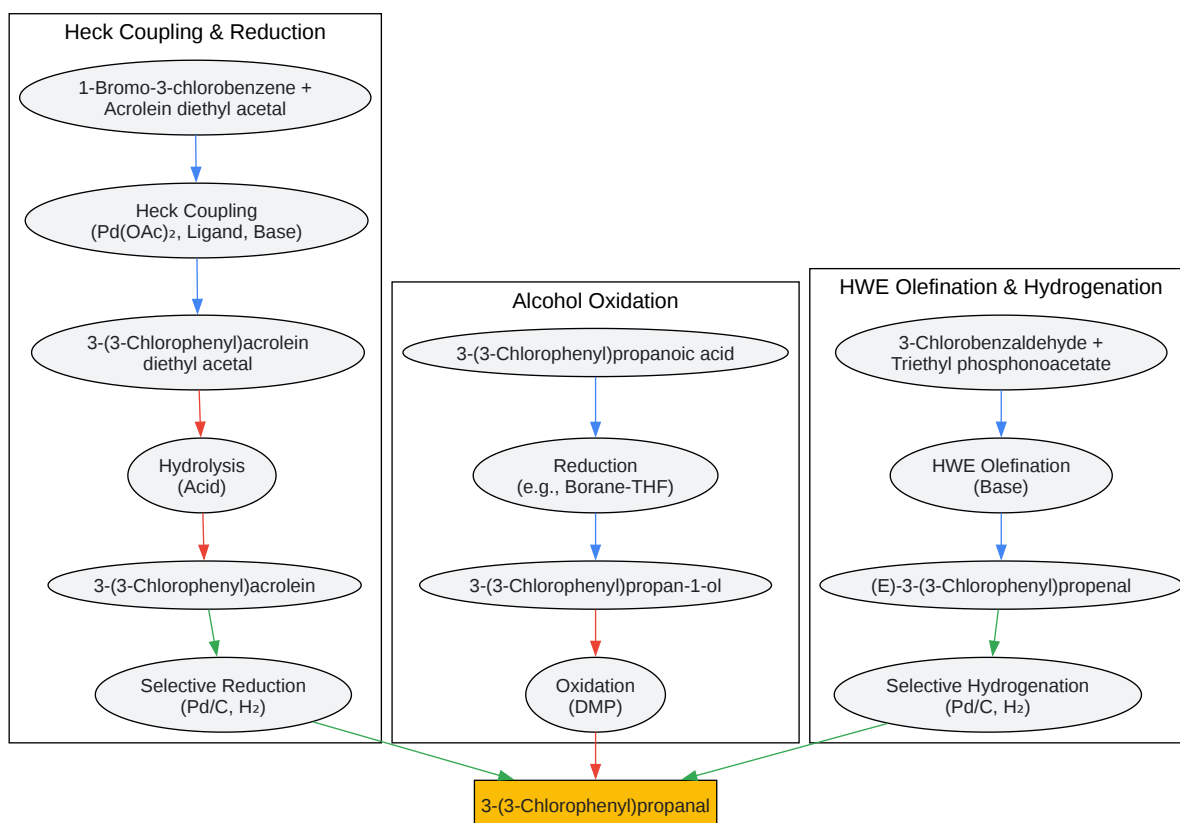 Heck Coupling & Reduction
1-Bromo-3-chlorobenzene +
Acrolein diethyl acetal
Heck Coupling
(Pd(OAc)₂, Ligand, Base)
3-(3-Chlorophenyl)acrolein
diethyl acetal
Hydrolysis
(Acid)
3-(3-Chlorophenyl)acrolein
Selective Reduction
(Pd/C, H₂)
Alcohol Oxidation
3-(3-Chlorophenyl)propanoic acid
Reduction
(e.g., Borane-THF)
3-(3-Chlorophenyl)propan-1-ol
Oxidation
(DMP)
HWE Olefination & Hydrogenation
3-Chlorobenzaldehyde +
Triethyl phosphonoacetate
HWE Olefination
(Base)
(E)-3-(3-Chlorophenyl)propenal
Selective Hydrogenation
(Pd/C, H₂)
3-(3-Chlorophenyl)propanal